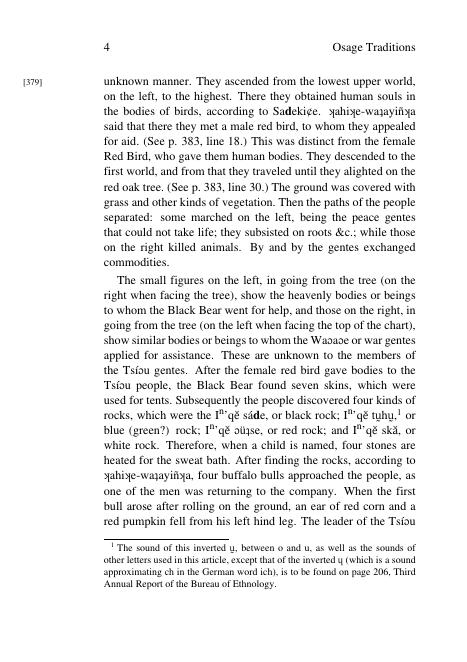 4 Osage Traditions
[379]
unknown manner. They ascended from the lowest upper world,
on the left, to the highest. There they obtained human souls in
the bodies of birds, according to Sadekiȼe. ʞahiʞe-waʇayiñʞa
said that there they met a male red bird, to whom they appealed
for aid. (See p. 383, line 18.) This was distinct from the female
Red Bird, who gave them human bodies. They descended to the
first world, and from that they traveled until they alighted on the
red oak tree. (See p. 383, line 30.) The ground was covered with
grass and other kinds of vegetation. Then the paths of the people
separated: some marched on the left, being the peace gentes
that could not take life; they subsisted on roots &c.; while those
on the right killed animals. By and by the gentes exchanged
commodities.
The small figures on the left, in going from the tree (on the
right when facing the tree), show the heavenly bodies or beings
to whom the Black Bear went for help, and those on the right, in
going from the tree (on the left when facing the top of the chart),
show similar bodies or beings to whom the Waɔaɔe or war gentes
applied for assistance. These are unknown to the members of
the Tsíɔu gentes. After the female red bird gave bodies to the
Tsíɔu people, the Black Bear found seven skins, which were
used for tents. Subsequently the people discovered four kinds of
rocks, which were the Iⁿ'qĕ sáde, or black rock; Iⁿ'qĕ tụhụ,¹ or
blue (green?) rock; Iⁿ'qĕ ɔüʇse, or red rock; and Iⁿ'qĕ skă, or
white rock. Therefore, when a child is named, four stones are
heated for the sweat bath. After finding the rocks, according to
ʞahiʞe-waʇayiñʞa, four buffalo bulls approached the people, as
one of the men was returning to the company. When the first
bull arose after rolling on the ground, an ear of red corn and a
red pumpkin fell from his left hind leg. The leader of the Tsíɔu
¹ The sound of this inverted ụ, between o and u, as well as the sounds of
other letters used in this article, except that of the inverted ɥ (which is a sound
approximating ch in the German word ich), is to be found on page 206, Third
Annual Report of the Bureau of Ethnology.